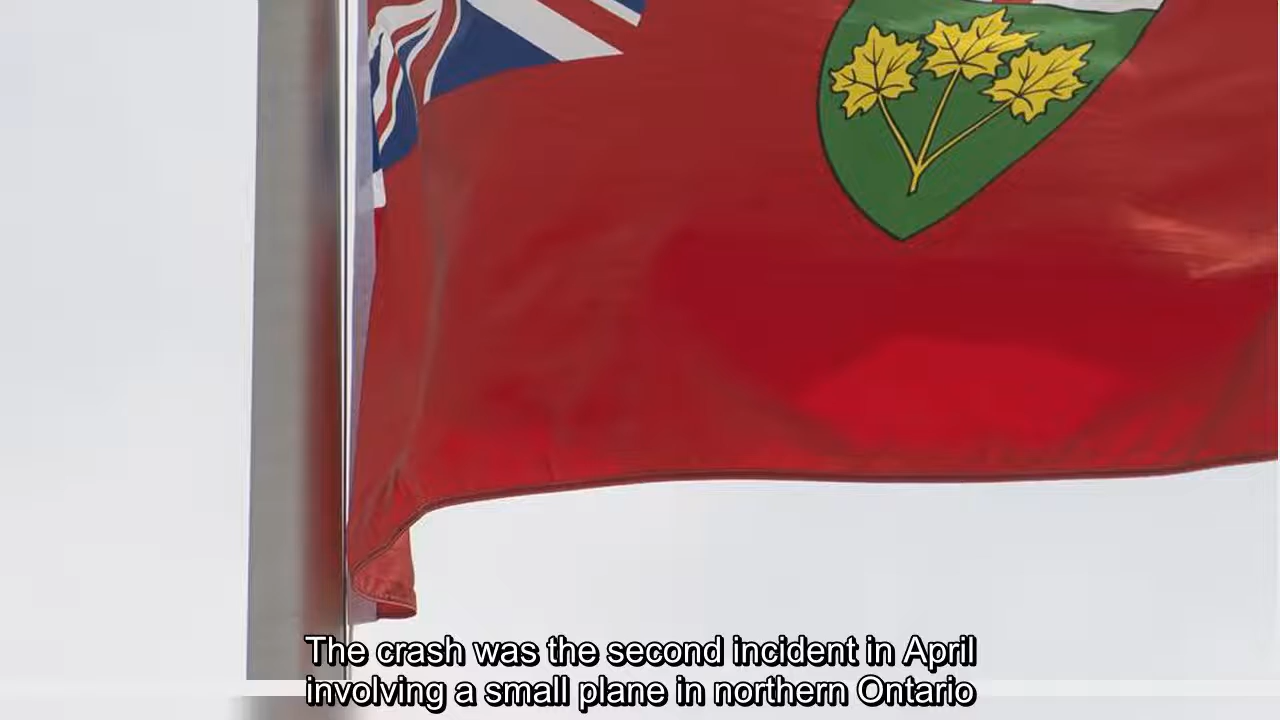 The crash was the second incident in April
involving a small plane in northern Ontario